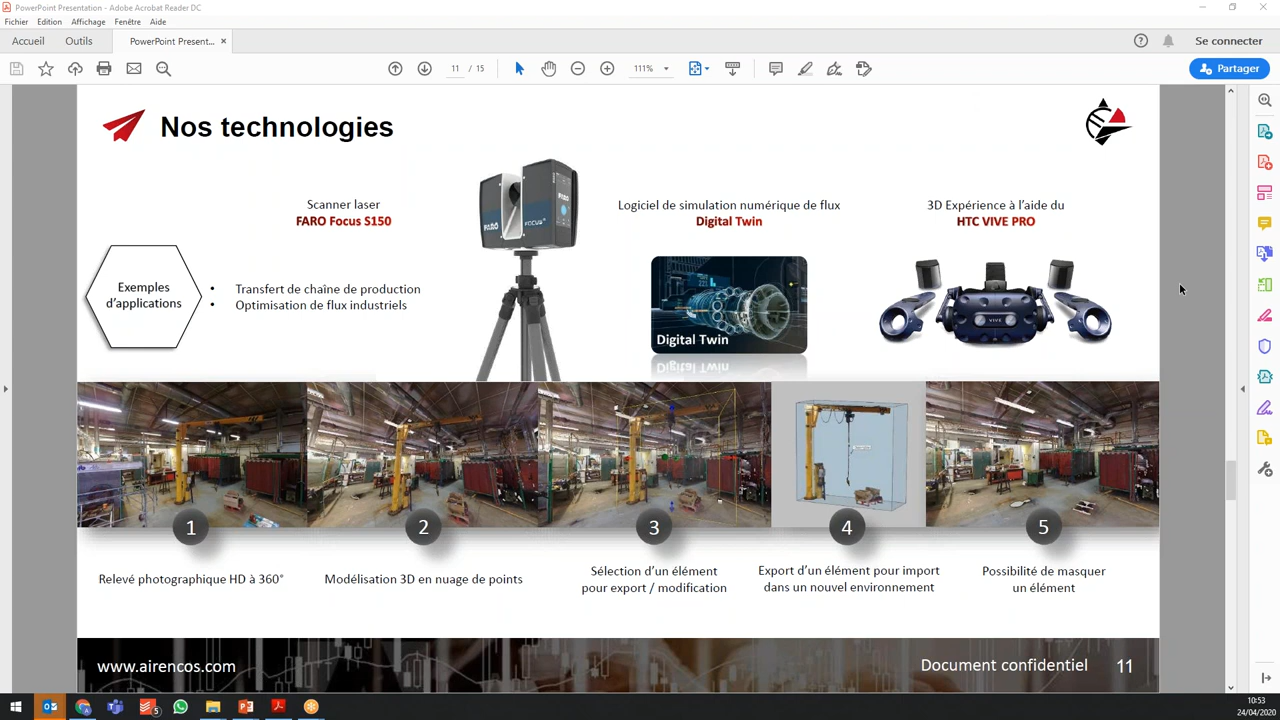 PowerPoint Presentation - Adobe Acrobat Reader DC
Fichier Edition Affichage Fenêtre Aide
Accueil Outils PowerPoint Present... × Se connecter
11 / 15 111% Partager
Nos technologies
Scanner laser
FARO Focus S150
Logiciel de simulation numérique de flux
Digital Twin
3D Expérience à l'aide du
HTC VIVE PRO
FARO
FARO
FOCUS
Exemples
d'applications
• Transfert de chaîne de production
• Optimisation de flux industriels
Digital Twin
VIVE
1 2 3 4 5
Relevé photographique HD à 360°
Modélisation 3D en nuage de points
Sélection d'un élément
pour export / modification
Export d'un élément pour import
dans un nouvel environnement
Possibilité de masquer
un élément
www.airencos.com Document confidentiel 11
5
10:53
24/04/2020